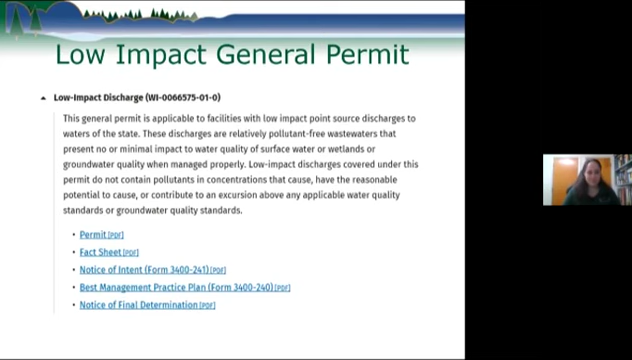 Low Impact General Permit
Low-Impact Discharge (WI-0066575-01-0)
This general permit is applicable to facilities with low impact point source discharges to
waters of the state. These discharges are relatively pollutant-free wastewaters that
present no or minimal impact to water quality of surface water or wetlands or
groundwater quality when managed properly. Low-impact discharges covered under this
permit do not contain pollutants in concentrations that cause, have the reasonable
potential to cause, or contribute to an excursion above any applicable water quality
standards or groundwater quality standards.
• Permit [PDF]
• Fact Sheet [PDF]
• Notice of Intent (Form 3400-241) [PDF]
• Best Management Practice Plan (Form 3400-240) [PDF]
• Notice of Final Determination [PDF]